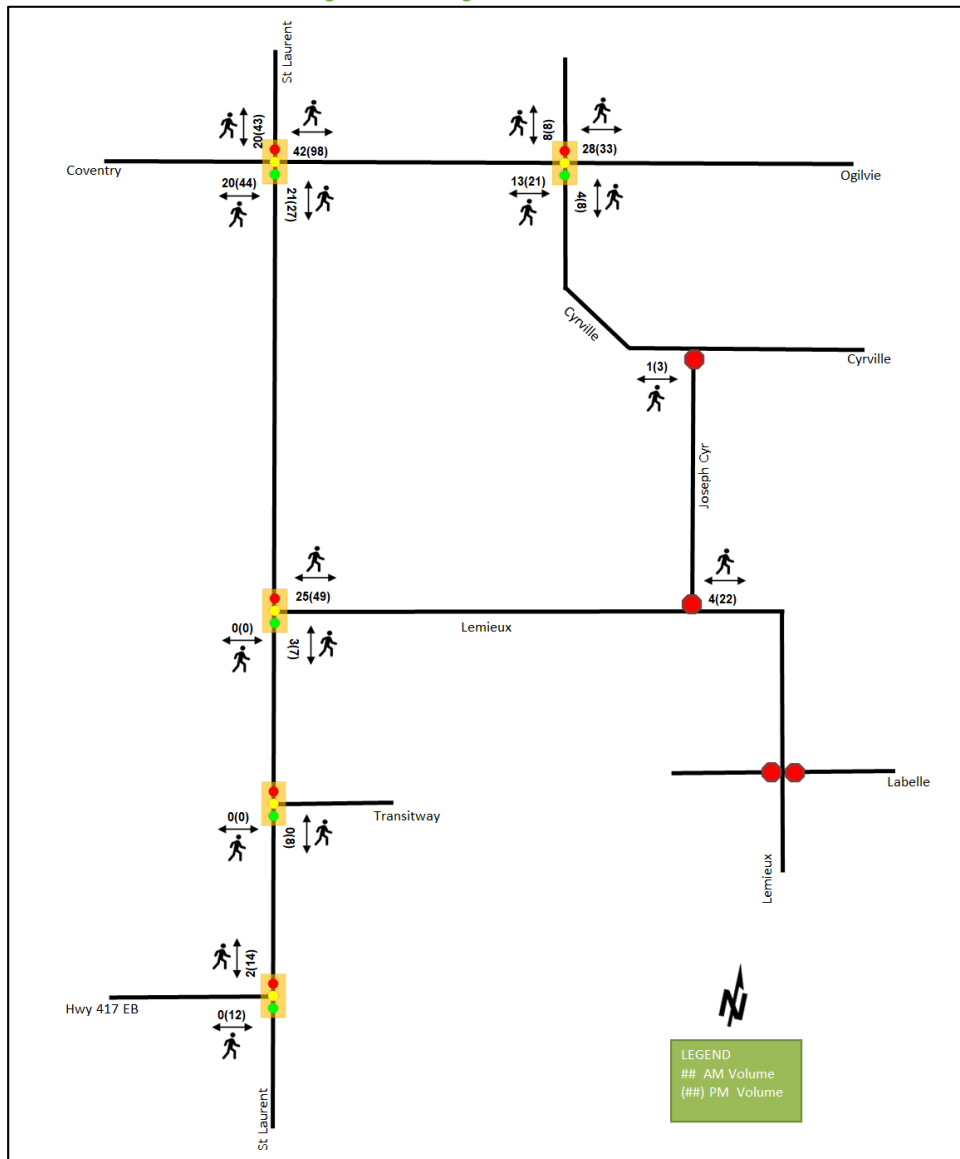 St Laurent
20(43)
42(98)
8(8)
28(33)
Coventry
Ogilvie
20(44)
21(27)
13(21)
4(8)
Cyrville
Cyrville
1(3)
Joseph Cyr
25(49)
4(22)
Lemieux
0(0)
3(7)
Labelle
Transitway
0(0)
0(8)
Lemieux
2(14)
Hwy 417 EB
0(12)
N
LEGEND
## AM Volume
(##) PM Volume
St Laurent